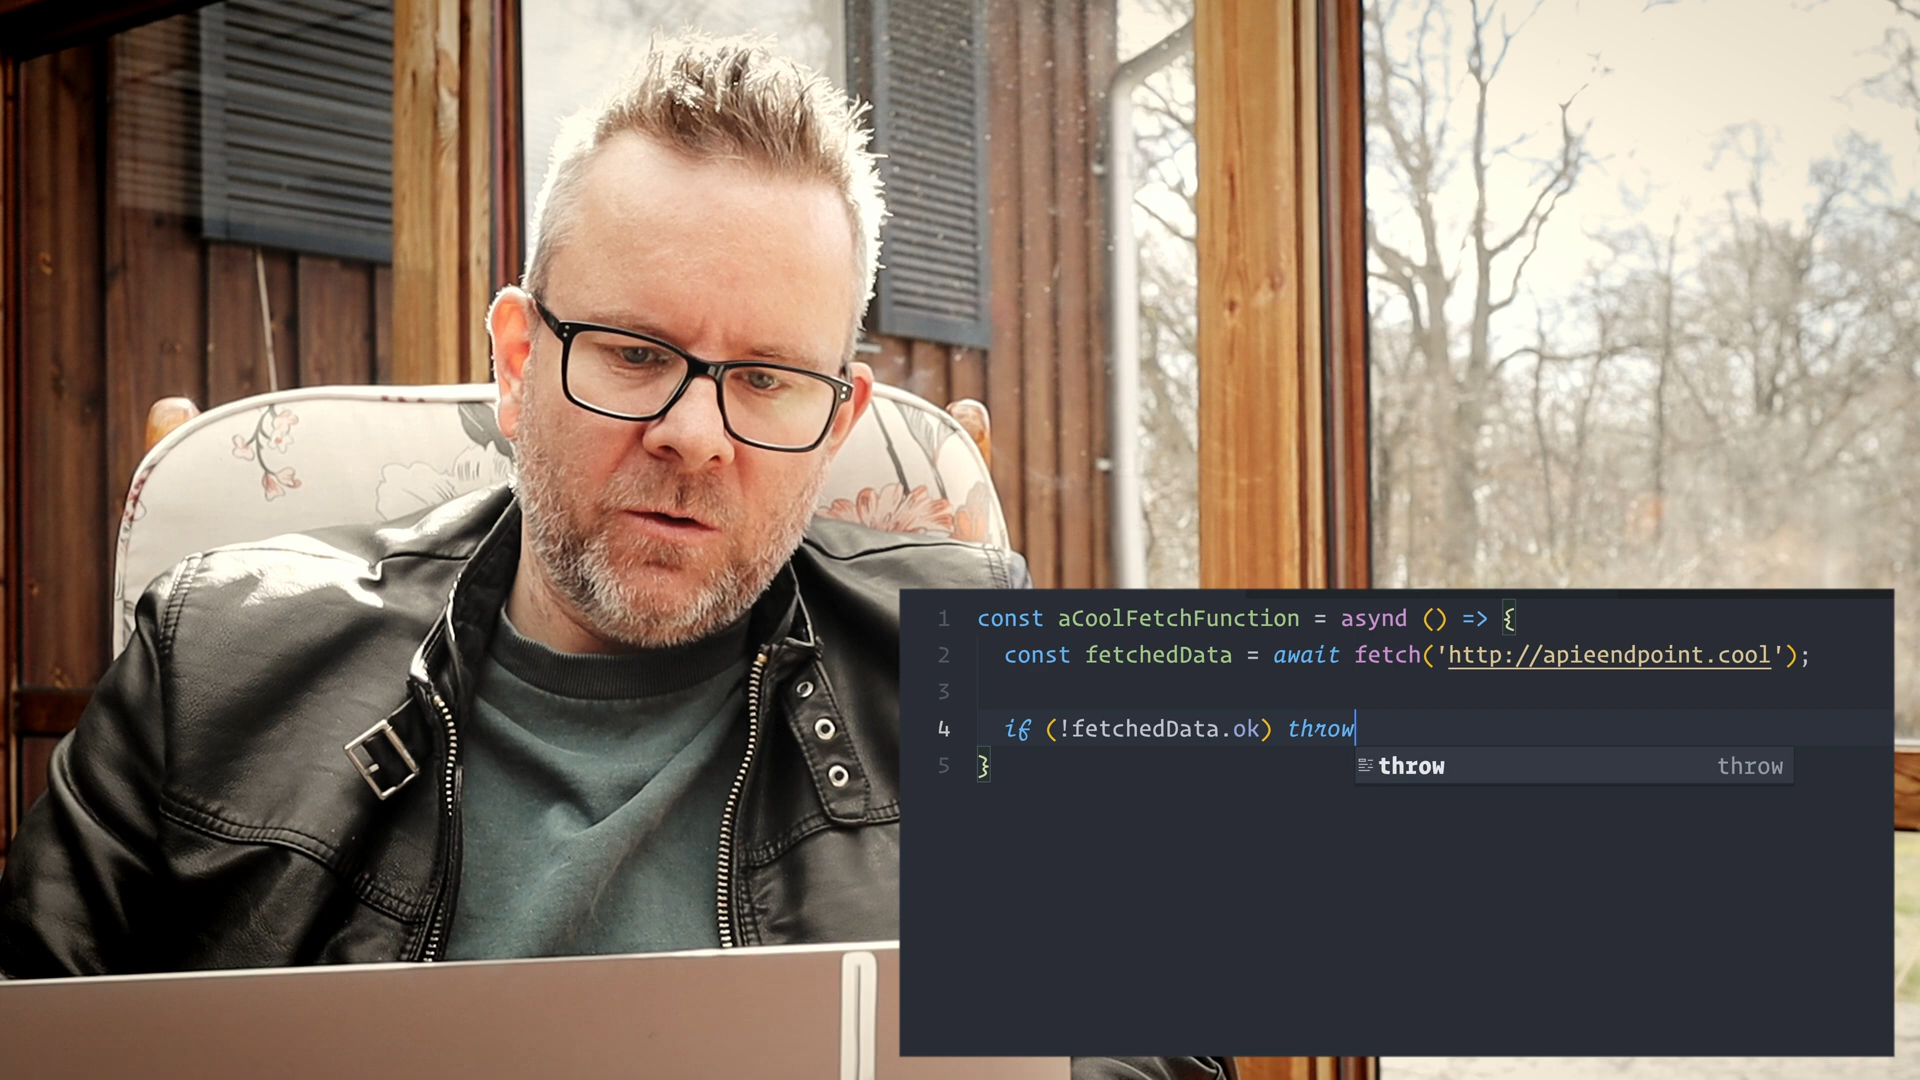 1 const aCoolFetchFunction = asynd () => {
2 const fetchedData = await fetch('http://apieendpoint.cool');
3
4 if (!fetchedData.ok) throw
throw throw
5 }